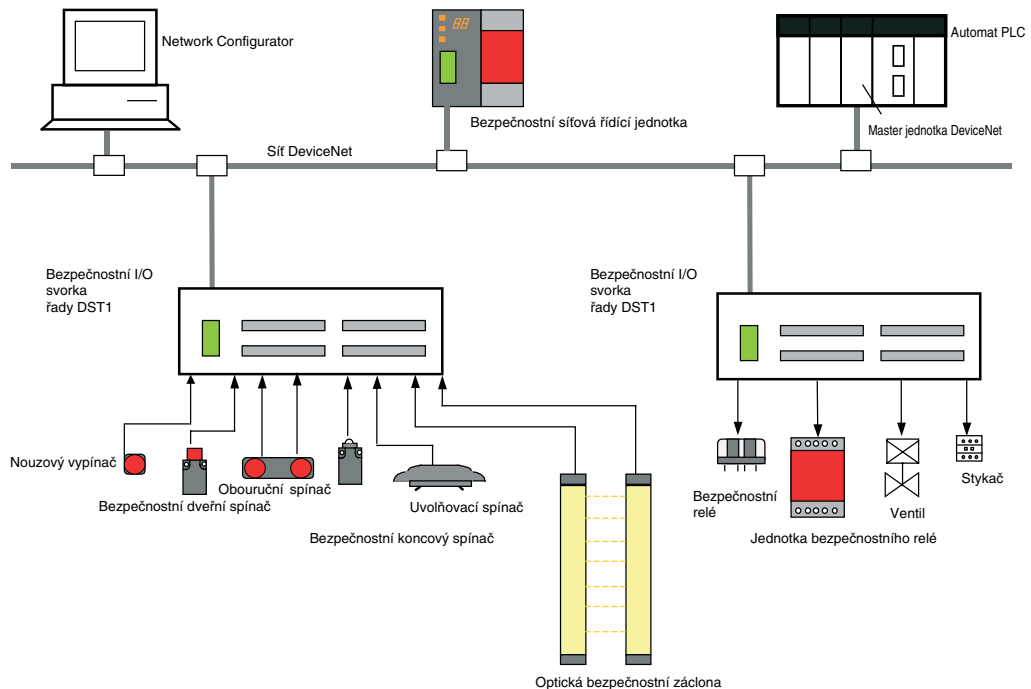 Network Configurator
88
Automat PLC
Bezpečnostní síťová řídící jednotka
Master jednotka DeviceNet
Síť DeviceNet
Bezpečnostní I/O
svorka
řady DST1
Bezpečnostní I/O
svorka
řady DST1
Nouzový vypínač
Bezpečnostní dveřní spínač
Obouruční spínač
Uvolňovací spínač
Bezpečnostní koncový spínač
Bezpečnostní
relé
Jednotka bezpečnostního relé
Ventil
Stykač
Optická bezpečnostní záclona